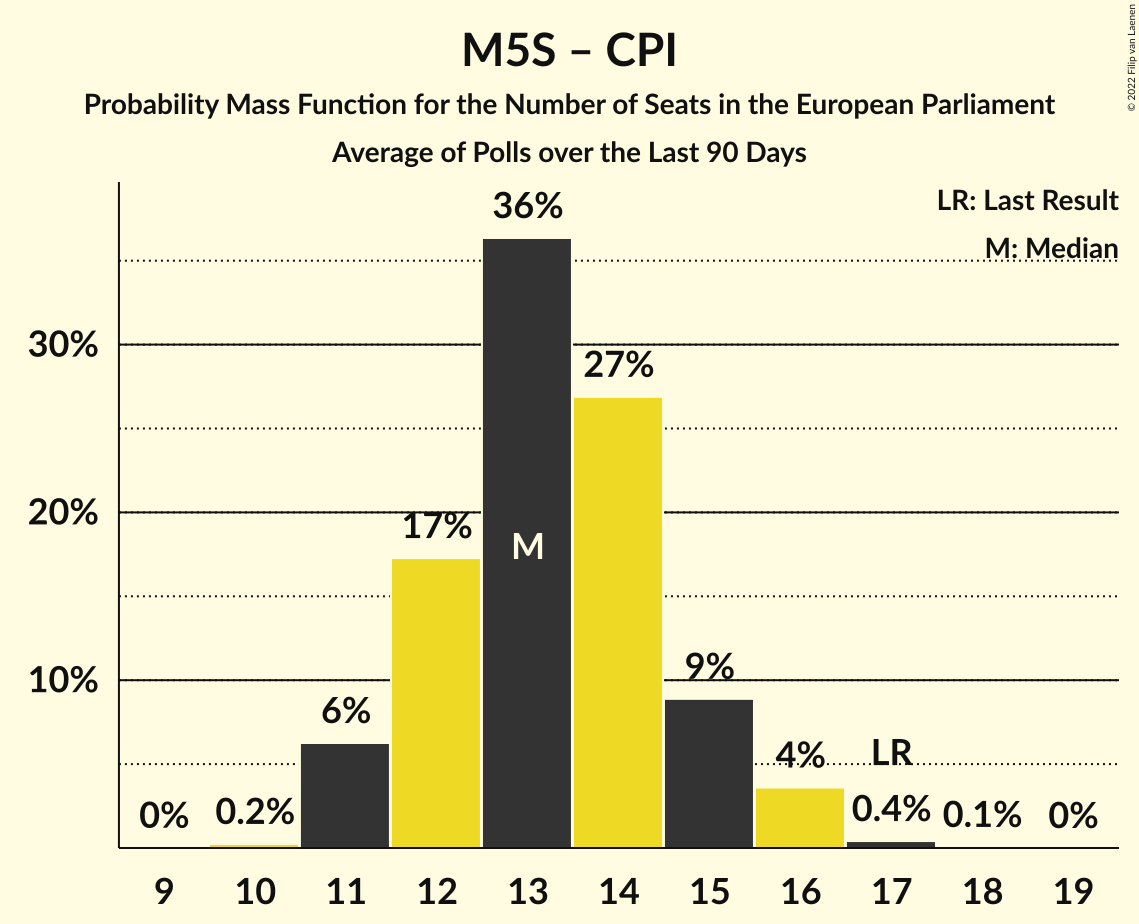 M5S – CPI
Probability Mass Function for the Number of Seats in the European Parliament
Average of Polls over the Last 90 Days
© 2022 Filip van Laenen
LR: Last Result
M: Median
36%
30%
27%
20%
17%
M
10%
9%
6%
4%
LR
0%
0.2%
0.4%
0.1%
0%
9 10 11 12 13 14 15 16 17 18 19